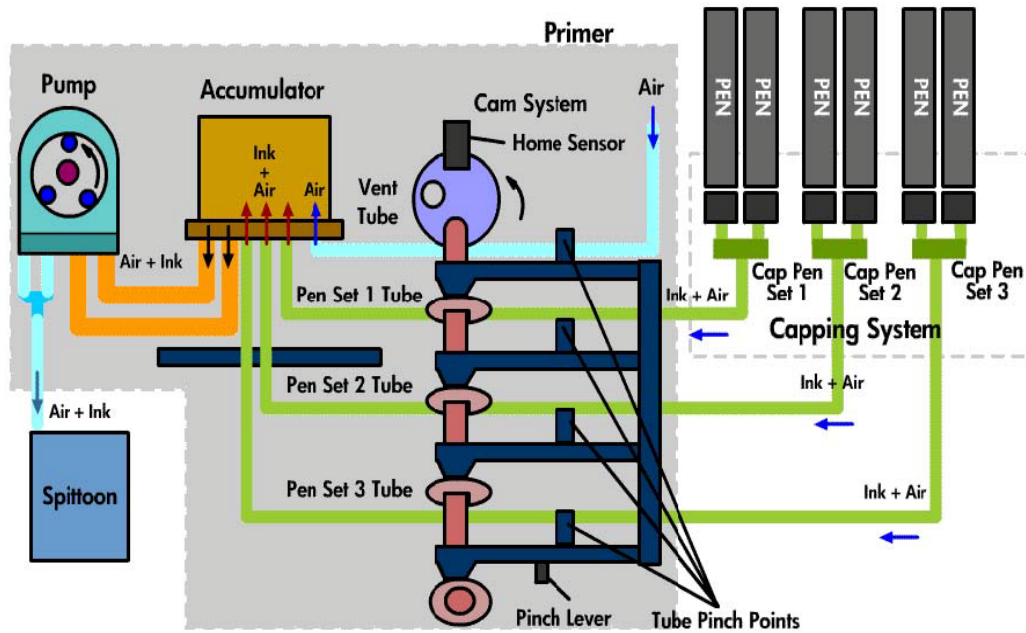 Primer
Pump
Accumulator
Cam System
Home Sensor
Air
PEN
PEN
PEN
PEN
PEN
PEN
Ink
+
Air
Air
Vent
Tube
Air + Ink
Pen Set 1 Tube
Ink + Air
Cap Pen
Set 1
Cap Pen
Set 2
Cap Pen
Set 3
Capping System
Pen Set 2 Tube
Ink + Air
Air + Ink
Spittoon
Pen Set 3 Tube
Ink + Air
Pinch Lever
Tube Pinch Points